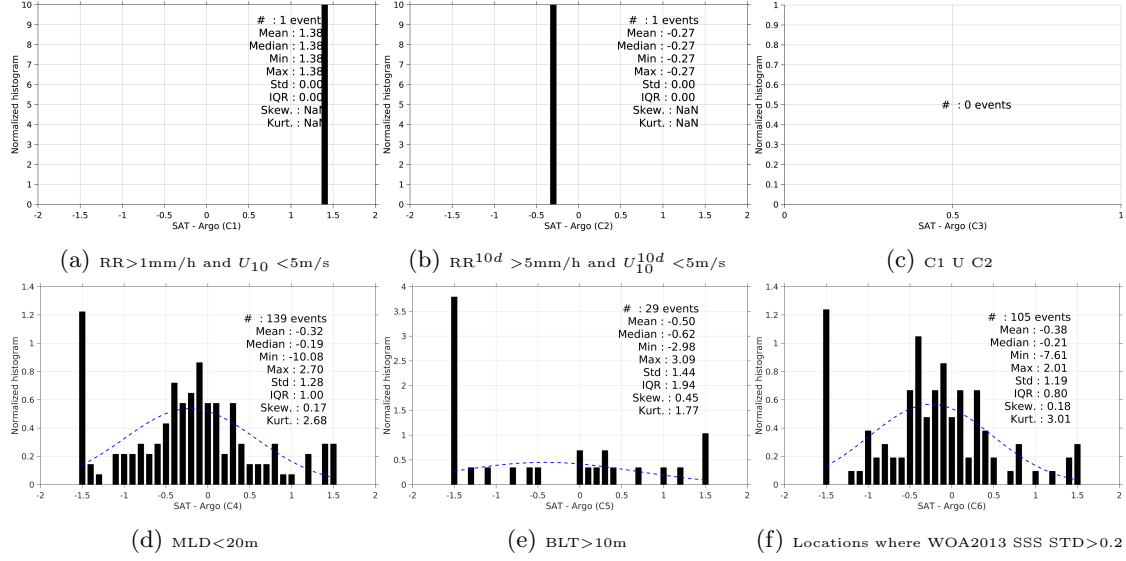 Normalized histogram
10
9
8
7
6
5
4
3
2
1
0
# : 1 events
Mean : 1.38
Median : 1.38
Min : 1.38
Max : 1.38
Std : 0.00
IQR : 0.00
Skew. : NaN
Kurt. : NaN
-2 -1.5 -1 -0.5 0 0.5 1 1.5 2
SAT - Argo (C1)
(a) RR>1mm/h and U10 <5m/s
Normalized histogram
10
9
8
7
6
5
4
3
2
1
0
# : 1 events
Mean : -0.27
Median : -0.27
Min : -0.27
Max : -0.27
Std : 0.00
IQR : 0.00
Skew. : NaN
Kurt. : NaN
-2 -1.5 -1 -0.5 0 0.5 1 1.5 2
SAT - Argo (C2)
(b) RR^10d >5mm/h and U10^10d <5m/s
Normalized histogram
1
0.9
0.8
0.7
0.6
0.5
0.4
0.3
0.2
0.1
0
# : 0 events
0 0.5 1
SAT - Argo (C3)
(c) C1 U C2
Normalized histogram
1.4
1.2
1
0.8
0.6
0.4
0.2
0
# : 139 events
Mean : -0.32
Median : -0.19
Min : -10.08
Max : 2.70
Std : 1.28
IQR : 1.00
Skew. : 0.17
Kurt. : 2.68
-2 -1.5 -1 -0.5 0 0.5 1 1.5 2
SAT - Argo (C4)
(d) MLD<20m
Normalized histogram
4
3.5
3
2.5
2
1.5
1
0.5
0
# : 29 events
Mean : -0.50
Median : -0.62
Min : -2.98
Max : 3.09
Std : 1.44
IQR : 1.94
Skew. : 0.45
Kurt. : 1.77
-2 -1.5 -1 -0.5 0 0.5 1 1.5 2
SAT - Argo (C5)
(e) BLT>10m
Normalized histogram
1.4
1.2
1
0.8
0.6
0.4
0.2
0
# : 105 events
Mean : -0.38
Median : -0.21
Min : -7.61
Max : 2.01
Std : 1.19
IQR : 0.80
Skew. : 0.18
Kurt. : 3.01
-2 -1.5 -1 -0.5 0 0.5 1 1.5 2
SAT - Argo (C6)
(f) Locations where WOA2013 SSS STD>0.2